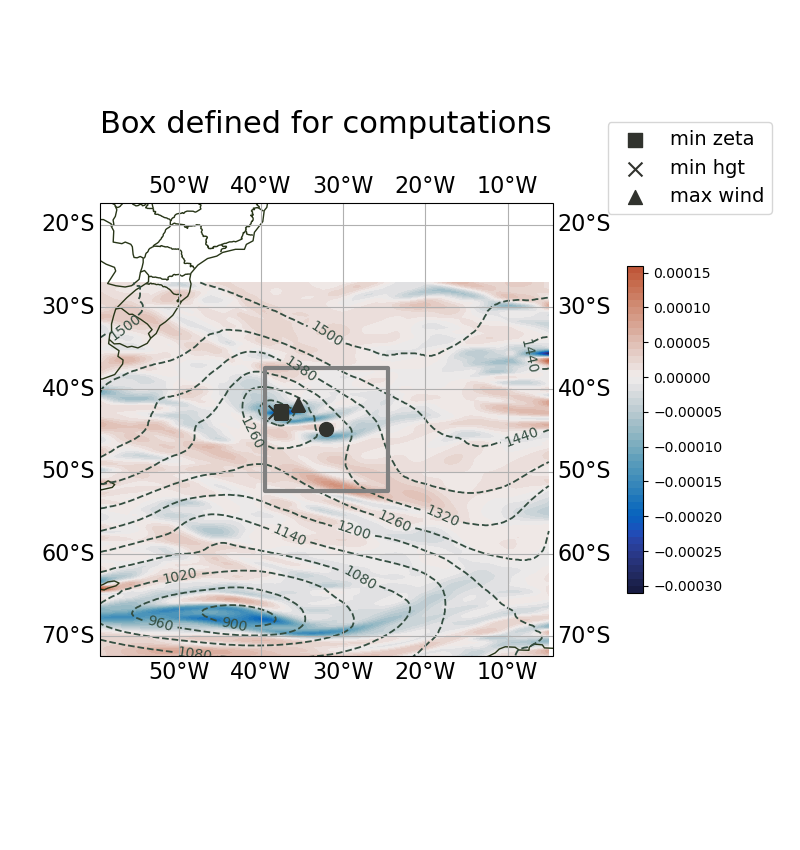 Box defined for computations
min zeta
min hgt
max wind
50°W 40°W 30°W 20°W 10°W
20°S 20°S
30°S 30°S
40°S 40°S
50°S 50°S
60°S 60°S
70°S 70°S
50°W 40°W 30°W 20°W 10°W
1500
1500
1380
1440
1260
1440
1320
1260
1200
1140
1080
1020
960
900
1080
0.00015
0.00010
0.00005
0.00000
−0.00005
−0.00010
−0.00015
−0.00020
−0.00025
−0.00030